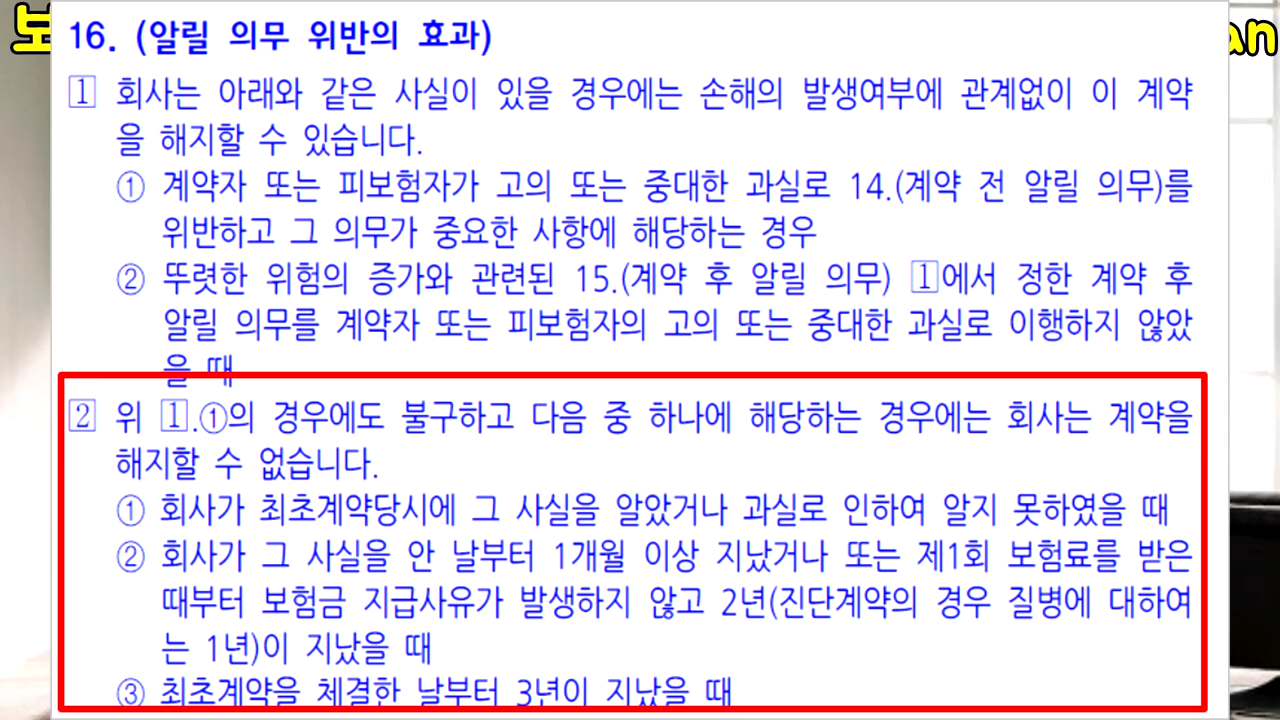 보
an
16. (알릴 의무 위반의 효과)
1 회사는 아래와 같은 사실이 있을 경우에는 손해의 발생여부에 관계없이 이 계약
을 해지할 수 있습니다.
① 계약자 또는 피보험자가 고의 또는 중대한 과실로 14.(계약 전 알릴 의무)를
위반하고 그 의무가 중요한 사항에 해당하는 경우
② 뚜렷한 위험의 증가와 관련된 15.(계약 후 알릴 의무) 1에서 정한 계약 후
알릴 의무를 계약자 또는 피보험자의 고의 또는 중대한 과실로 이행하지 않았
을 때
2 위 1.①의 경우에도 불구하고 다음 중 하나에 해당하는 경우에는 회사는 계약을
해지할 수 없습니다.
① 회사가 최초계약당시에 그 사실을 알았거나 과실로 인하여 알지 못하였을 때
② 회사가 그 사실을 안 날부터 1개월 이상 지났거나 또는 제1회 보험료를 받은
때부터 보험금 지급사유가 발생하지 않고 2년(진단계약의 경우 질병에 대하여
는 1년)이 지났을 때
③ 최초계약을 체결한 날부터 3년이 지났을 때